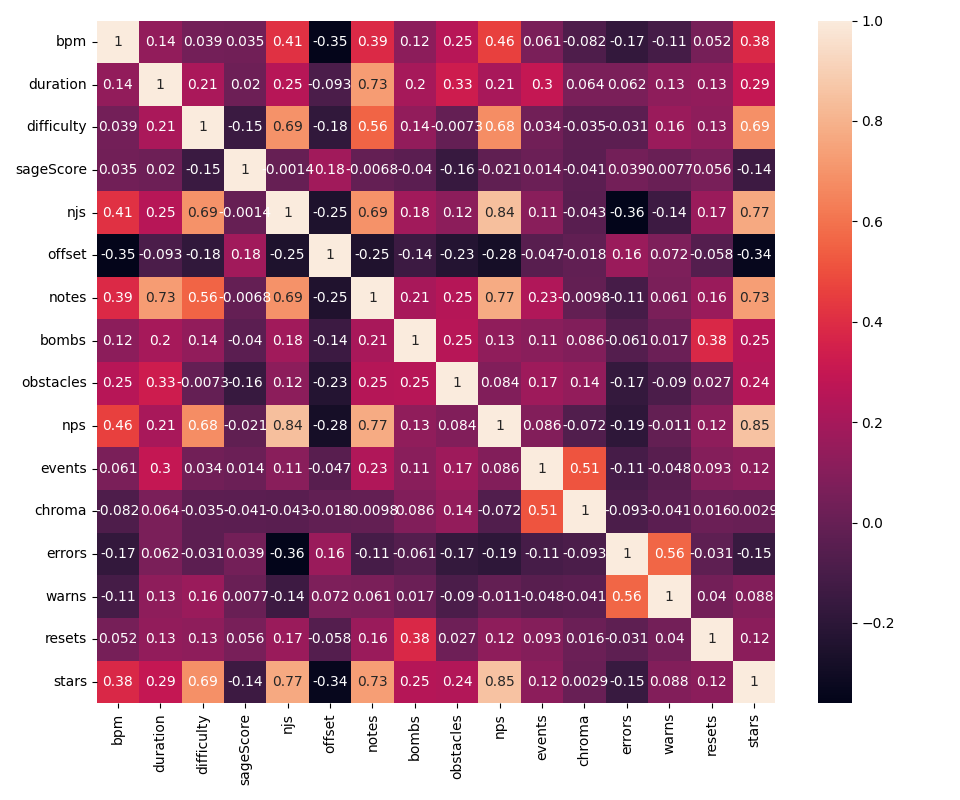 1.0
bpm 1 0.14 0.039 0.035 0.41 -0.35 0.39 0.12 0.25 0.46 0.061 -0.082 -0.17 -0.11 0.052 0.38
duration 0.14 1 0.21 0.02 0.25 -0.093 0.73 0.2 0.33 0.21 0.3 0.064 0.062 0.13 0.13 0.29
0.8
difficulty 0.039 0.21 1 -0.15 0.69 -0.18 0.56 0.14 -0.0073 0.68 0.034 -0.035 -0.031 0.16 0.13 0.69
sageScore 0.035 0.02 -0.15 1 -0.0014 0.18 -0.0068 -0.04 -0.16 -0.021 0.014 -0.041 0.039 0.0077 0.056 -0.14
njs 0.41 0.25 0.69 -0.0014 1 -0.25 0.69 0.18 0.12 0.84 0.11 -0.043 -0.36 -0.14 0.17 0.77
0.6
offset -0.35 -0.093 -0.18 0.18 -0.25 1 -0.25 -0.14 -0.23 -0.28 -0.047 -0.018 0.16 0.072 -0.058 -0.34
notes 0.39 0.73 0.56 -0.0068 0.69 -0.25 1 0.21 0.25 0.77 0.23 -0.0098 -0.11 0.061 0.16 0.73
0.4
bombs 0.12 0.2 0.14 -0.04 0.18 -0.14 0.21 1 0.25 0.13 0.11 0.086 -0.061 0.017 0.38 0.25
obstacles 0.25 0.33 -0.0073 -0.16 0.12 -0.23 0.25 0.25 1 0.084 0.17 0.14 -0.17 -0.09 0.027 0.24
nps 0.46 0.21 0.68 -0.021 0.84 -0.28 0.77 0.13 0.084 1 0.086 -0.072 -0.19 -0.011 0.12 0.85
0.2
events 0.061 0.3 0.034 0.014 0.11 -0.047 0.23 0.11 0.17 0.086 1 0.51 -0.11 -0.048 0.093 0.12
chroma -0.082 0.064 -0.035 -0.041 -0.043 -0.018 -0.0098 0.086 0.14 -0.072 0.51 1 -0.093 -0.041 0.016 0.0029
0.0
errors -0.17 0.062 -0.031 0.039 -0.36 0.16 -0.11 -0.061 -0.17 -0.19 -0.11 -0.093 1 0.56 -0.031 -0.15
warns -0.11 0.13 0.16 0.0077 -0.14 0.072 0.061 0.017 -0.09 -0.011 -0.048 -0.041 0.56 1 0.04 0.088
−0.2
resets 0.052 0.13 0.13 0.056 0.17 -0.058 0.16 0.38 0.027 0.12 0.093 0.016 -0.031 0.04 1 0.12
stars 0.38 0.29 0.69 -0.14 0.77 -0.34 0.73 0.25 0.24 0.85 0.12 0.0029 -0.15 0.088 0.12 1
bpm duration difficulty sageScore njs offset notes bombs obstacles nps events chroma errors warns resets stars